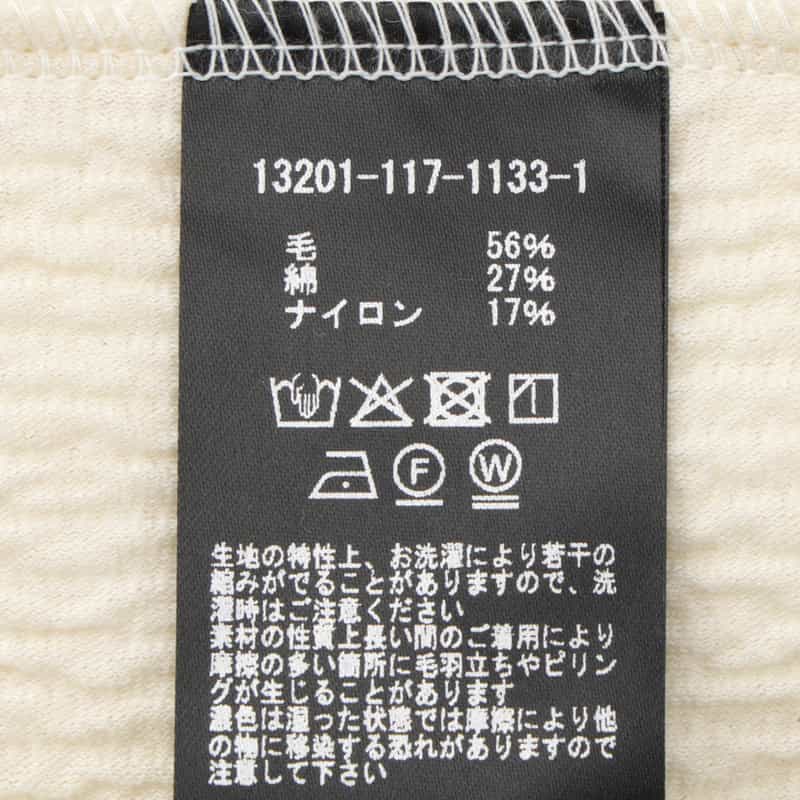 13201-117-1133-1
毛 56%
綿 27%
ナイロン 17%
F W
生地の特性上、お洗濯により若干の
縮みがでることがありますので、洗
濯時はご注意ください
素材の性質上長い間のご着用により
摩擦の多い箇所に毛羽立ちやピリン
グが生じることがあります
濃色は湿った状態では摩擦により他
の物に移染する恐れがありますので
注意して下さい